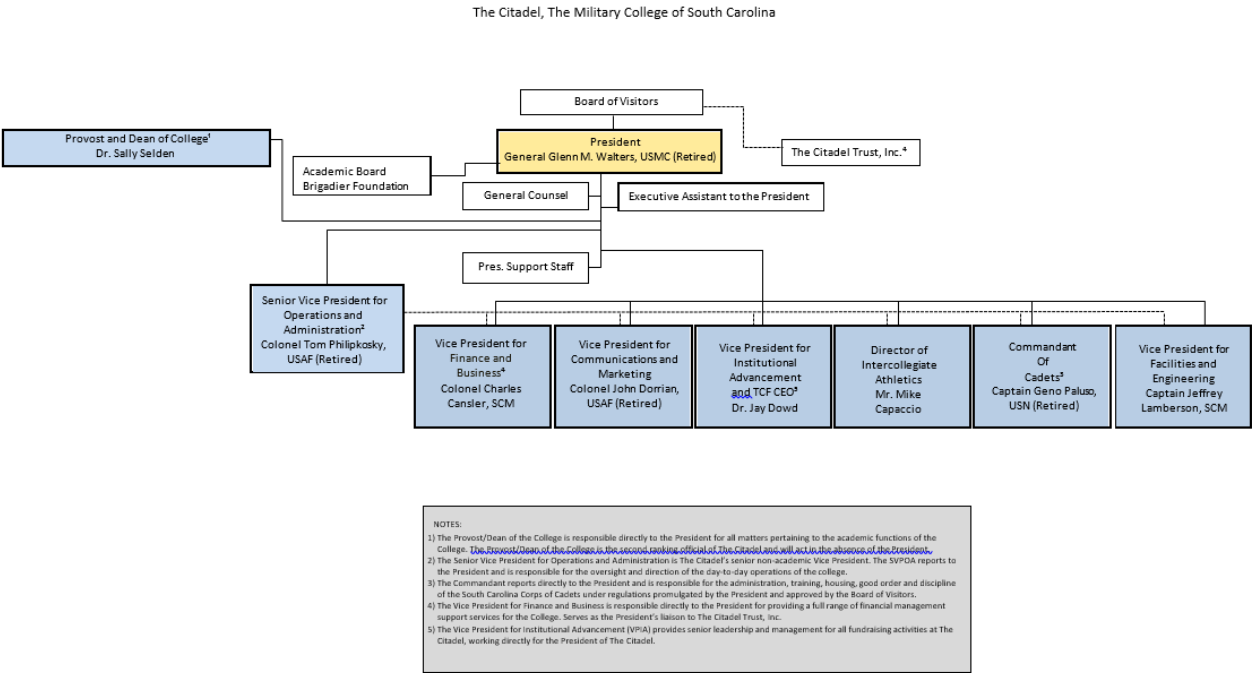 The Citadel, The Military College of South Carolina
Board of Visitors
Provost and Dean of College¹
Dr. Sally Selden
President
General Glenn M. Walters, USMC (Retired)
The Citadel Trust, Inc.⁴
Academic Board
Brigadier Foundation
General Counsel
Executive Assistant to the President
Pres. Support Staff
Senior Vice President for
Operations and
Administration²
Colonel Tom Philipkosky,
USAF (Retired)
Vice President for
Finance and
Business⁴
Colonel Charles
Cansler, SCM
Vice President for
Communications and
Marketing
Colonel John Dorrian,
USAF (Retired)
Vice President for
Institutional
Advancement
and TCF CEO⁵
Dr. Jay Dowd
Director of
Intercollegiate
Athletics
Mr. Mike
Capaccio
Commandant
Of
Cadets³
Captain Geno Paluso,
USN (Retired)
Vice President for
Facilities and
Engineering
Captain Jeffrey
Lamberson, SCM
NOTES:
1) The Provost/Dean of the College is responsible directly to the President for all matters pertaining to the academic functions of the
College. The Provost/Dean of the College is the second ranking official of The Citadel and will act in the absence of the President.
2) The Senior Vice President for Operations and Administration is The Citadel's senior non-academic Vice President. The SVPOA reports to
the President and is responsible for the oversight and direction of the day-to-day operations of the college.
3) The Commandant reports directly to the President and is responsible for the administration, training, housing, good order and discipline
of the South Carolina Corps of Cadets under regulations promulgated by the President and approved by the Board of Visitors.
4) The Vice President for Finance and Business is responsible directly to the President for providing a full range of financial management
support services for the College. Serves as the President's liaison to The Citadel Trust, Inc.
5) The Vice President for Institutional Advancement (VPIA) provides senior leadership and management for all fundraising activities at The
Citadel, working directly for the President of The Citadel.